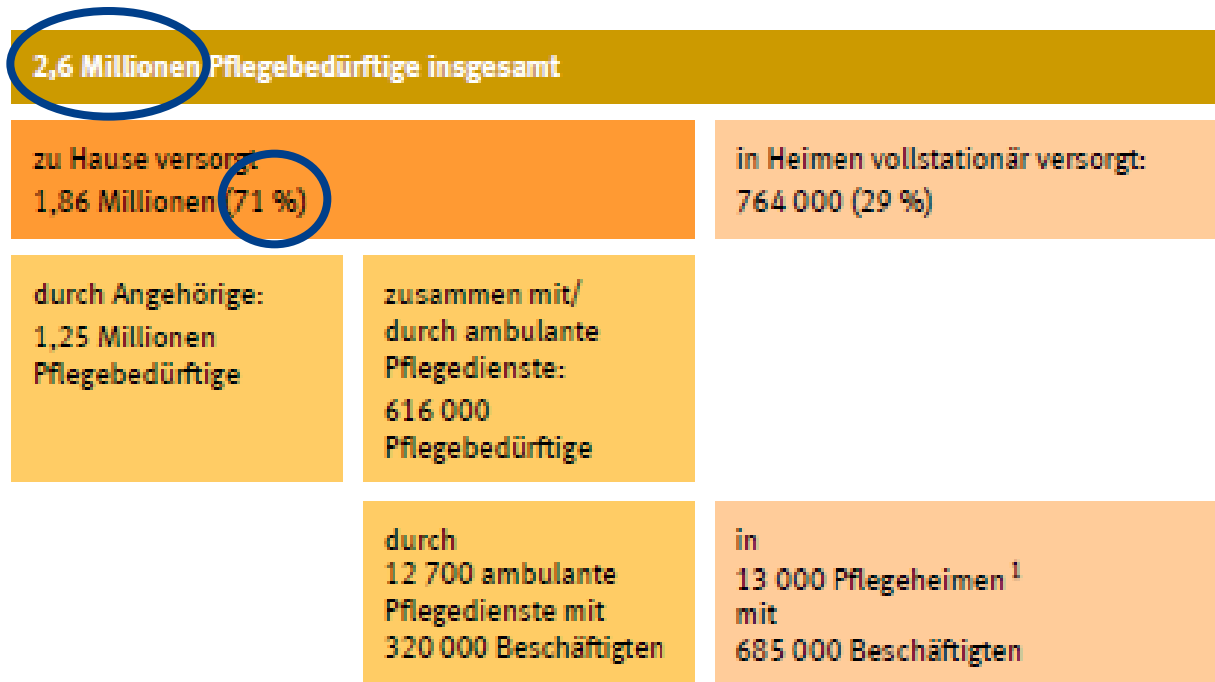 2,6 Millionen Pflegebedürftige insgesamt
zu Hause versorgt
1,86 Millionen (71 %)
in Heimen vollstationär versorgt:
764 000 (29 %)
durch Angehörige:
1,25 Millionen
Pflegebedürftige
zusammen mit/
durch ambulante
Pflegedienste:
616 000
Pflegebedürftige
durch
12 700 ambulante
Pflegedienste mit
320 000 Beschäftigten
in
13 000 Pflegeheimen ¹
mit
685 000 Beschäftigten